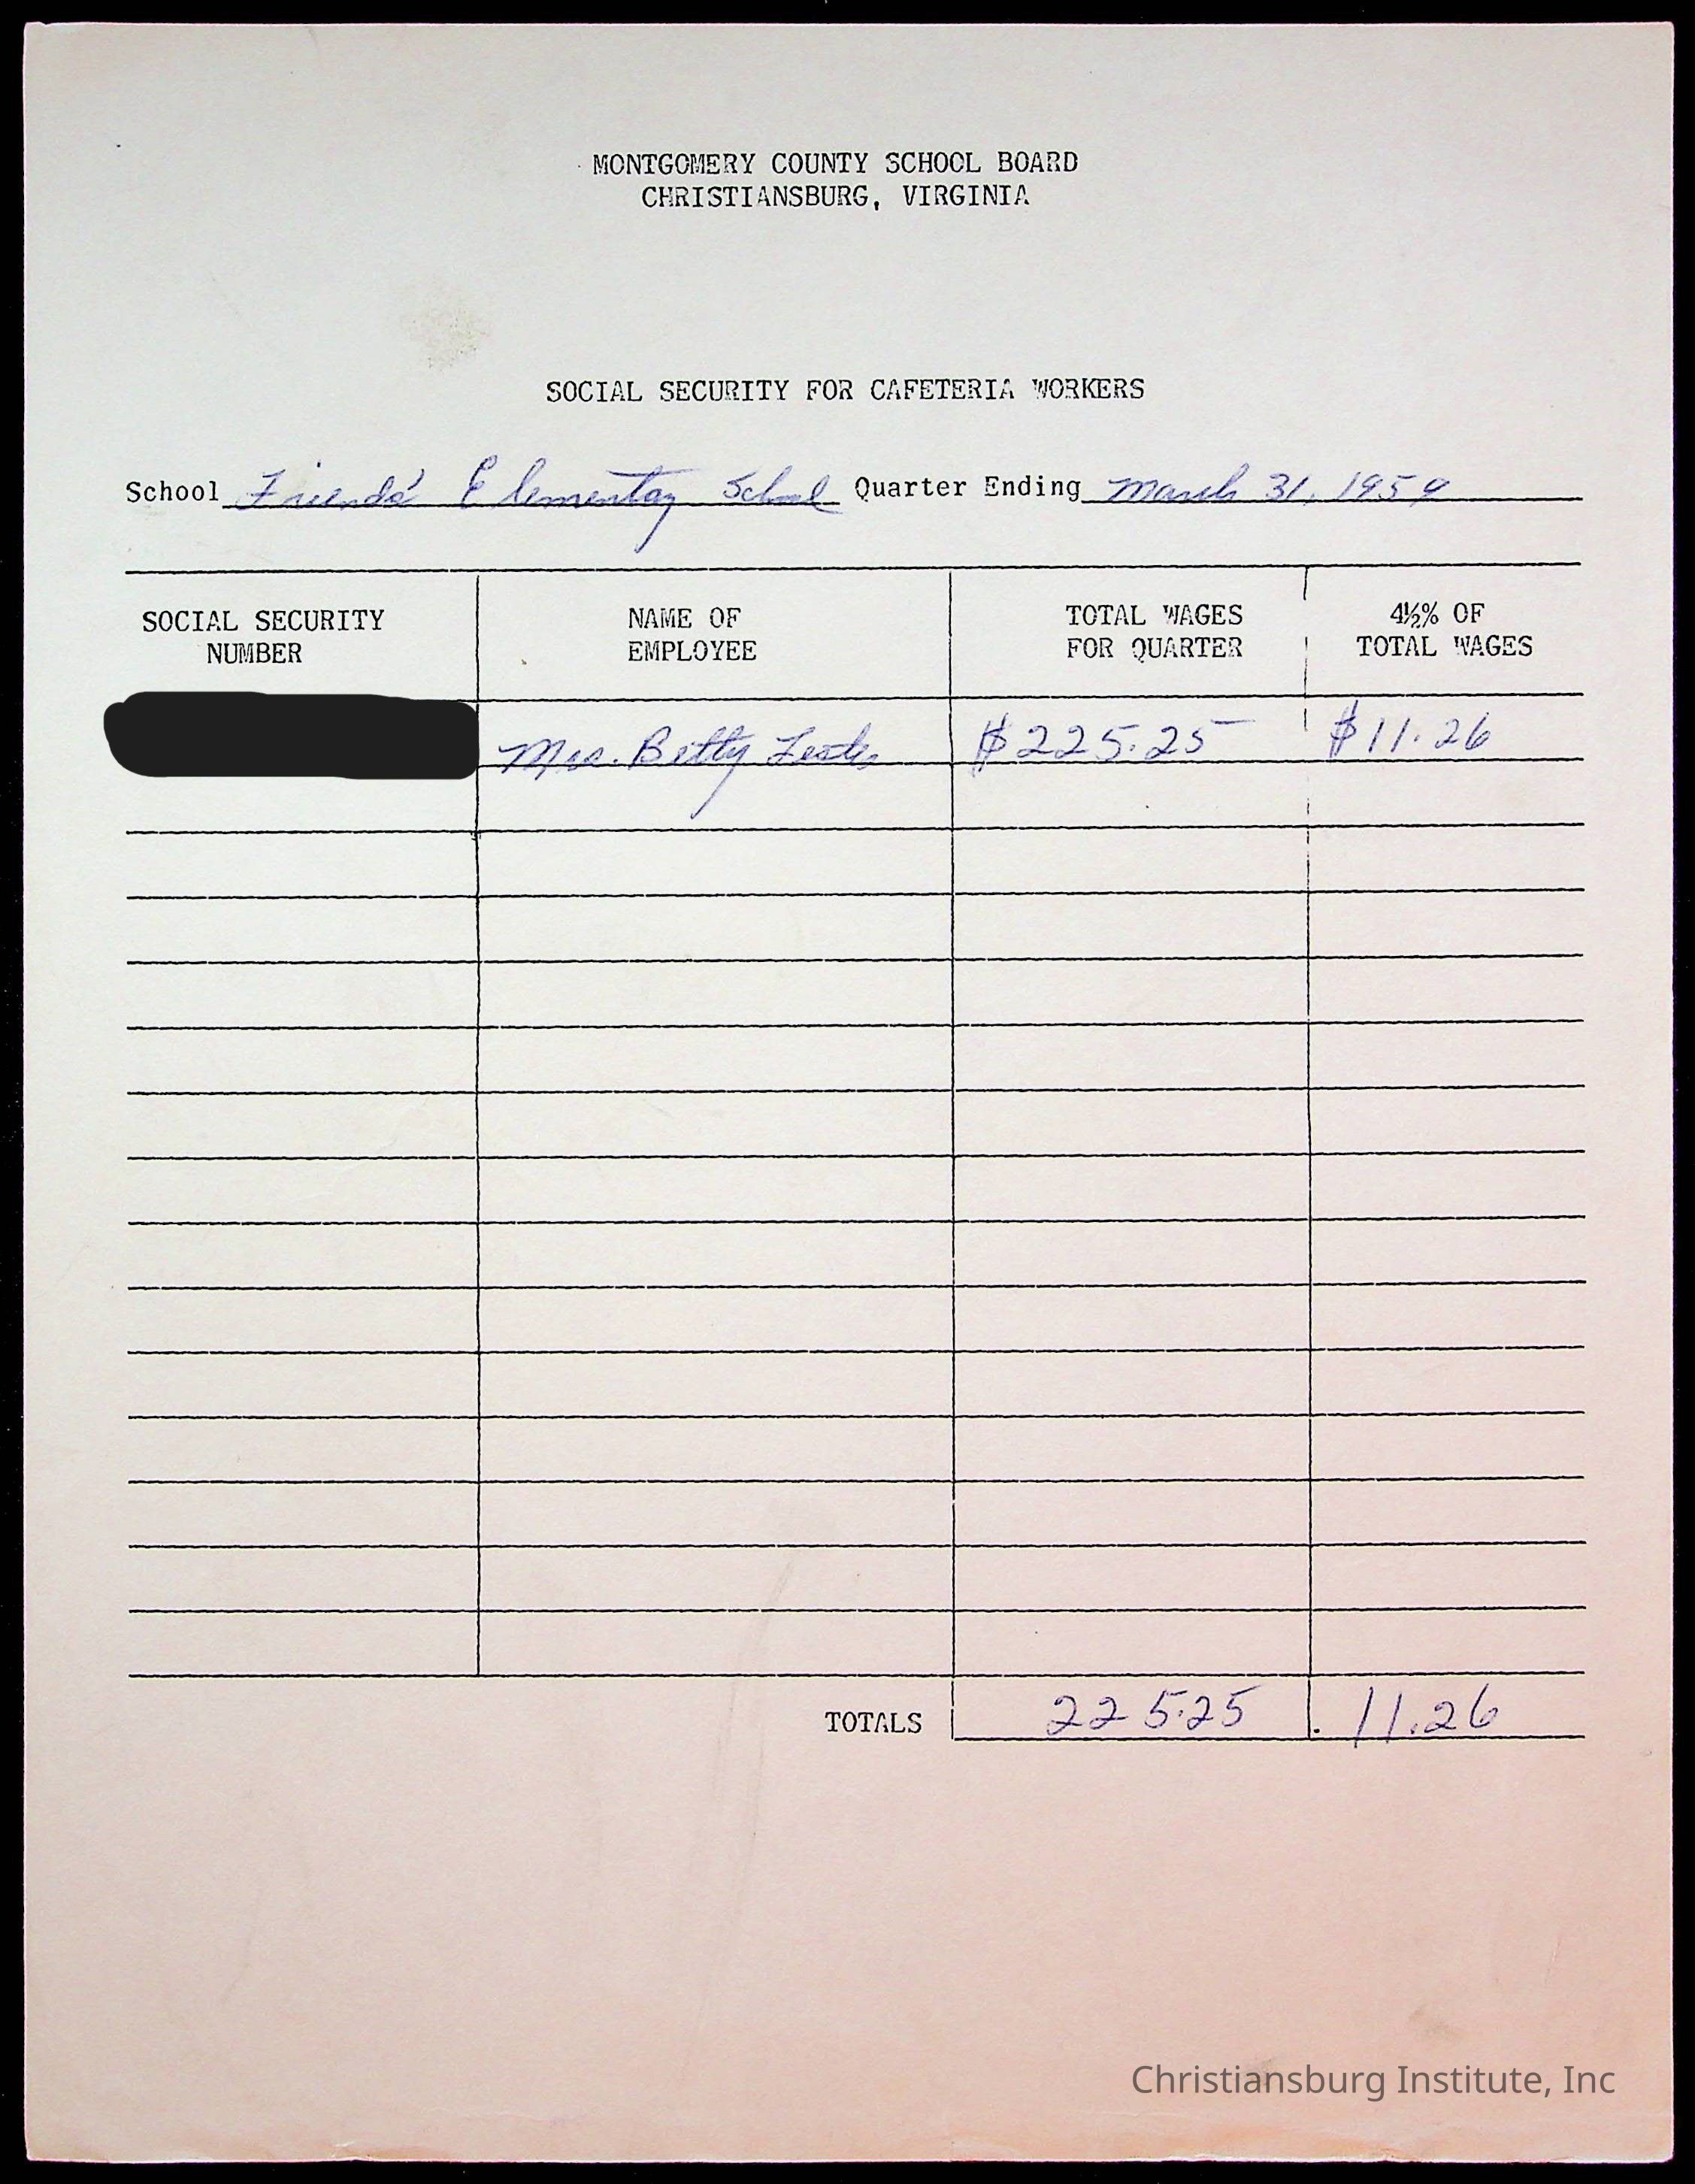 MONTGOMERY COUNTY SCHOOL BOARD
CHRISTIANSBURG, VIRGINIA
SOCIAL SECURITY FOR CAFETERIA WORKERS
School Friends' Elementary School Quarter Ending March 31, 1959
SOCIAL SECURITY NUMBER
NAME OF EMPLOYEE
TOTAL WAGES FOR QUARTER
4½% OF TOTAL WAGES
Mrs. Betty Lester $225.25 $11.26
TOTALS 225.25 11.26
Christiansburg Institute, Inc